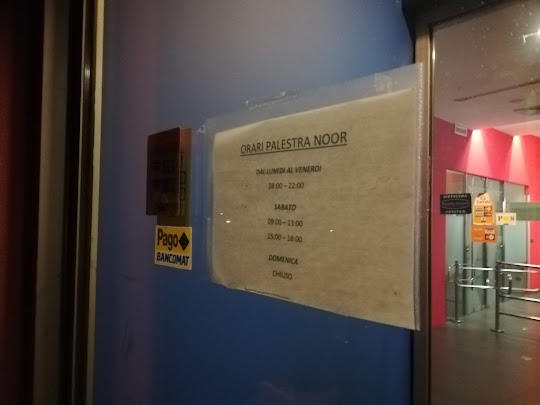 ORARI PALESTRA NOOR
DAL LUNEDI AL VENERDI
08:00 – 22:00
SABATO
09:00 – 13:00
15:00 – 18:00
DOMENICA
CHIUSO
Pago
BANCOMAT